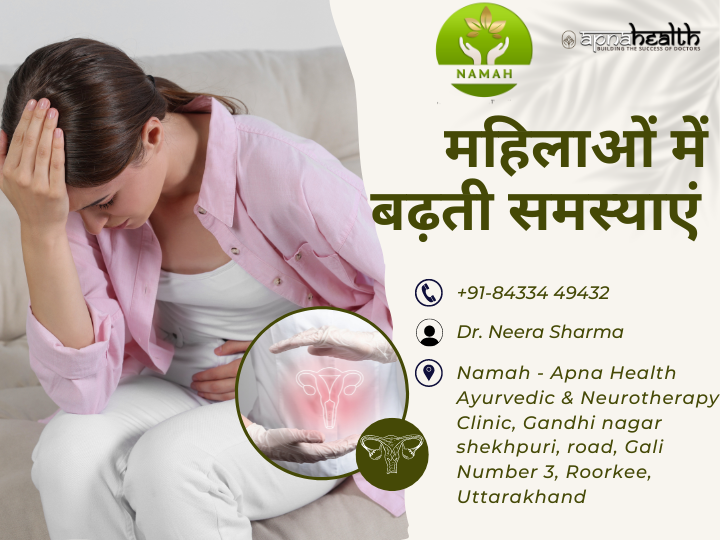 NAMAH
apnahealth
BUILDING THE SUCCESS OF DOCTORS
महिलाओं में
बढ़ती समस्याएं
+91-84334 49432
Dr. Neera Sharma
Namah - Apna Health
Ayurvedic & Neurotherapy
Clinic, Gandhi nagar
shekhpuri, road, Gali
Number 3, Roorkee,
Uttarakhand